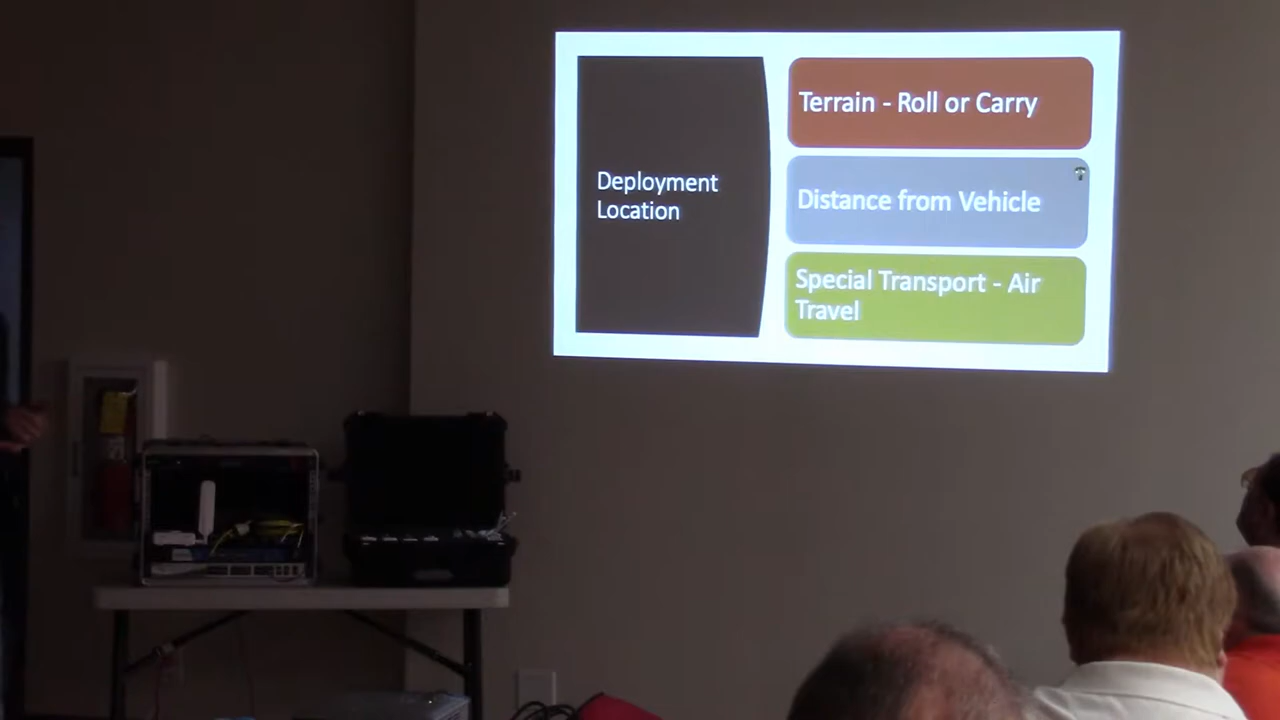 Deployment
Location
Terrain - Roll or Carry
Distance from Vehicle
Special Transport - Air
Travel